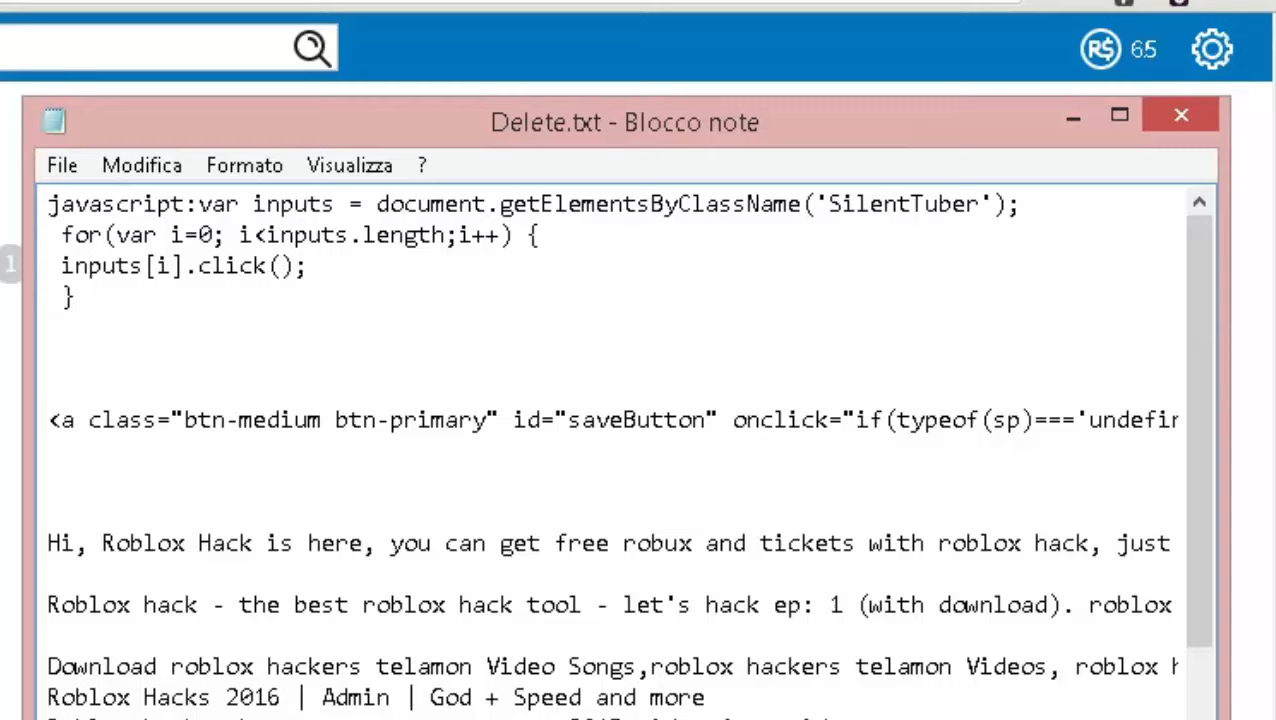 R$ 65
Delete.txt - Blocco note
File Modifica Formato Visualizza ?
javascript:var inputs = document.getElementsByClassName('SilentTuber');
for(var i=0; i<inputs.length;i++) {
inputs[i].click();
}
1
<a class="btn-medium btn-primary" id="saveButton" onclick="if(typeof(sp)==='undefin
Hi, Roblox Hack is here, you can get free robux and tickets with roblox hack, just
Roblox hack - the best roblox hack tool - let's hack ep: 1 (with download). roblox
Download roblox hackers telamon Video Songs,roblox hackers telamon Videos, roblox h
Roblox Hacks 2016 | Admin | God + Speed and more